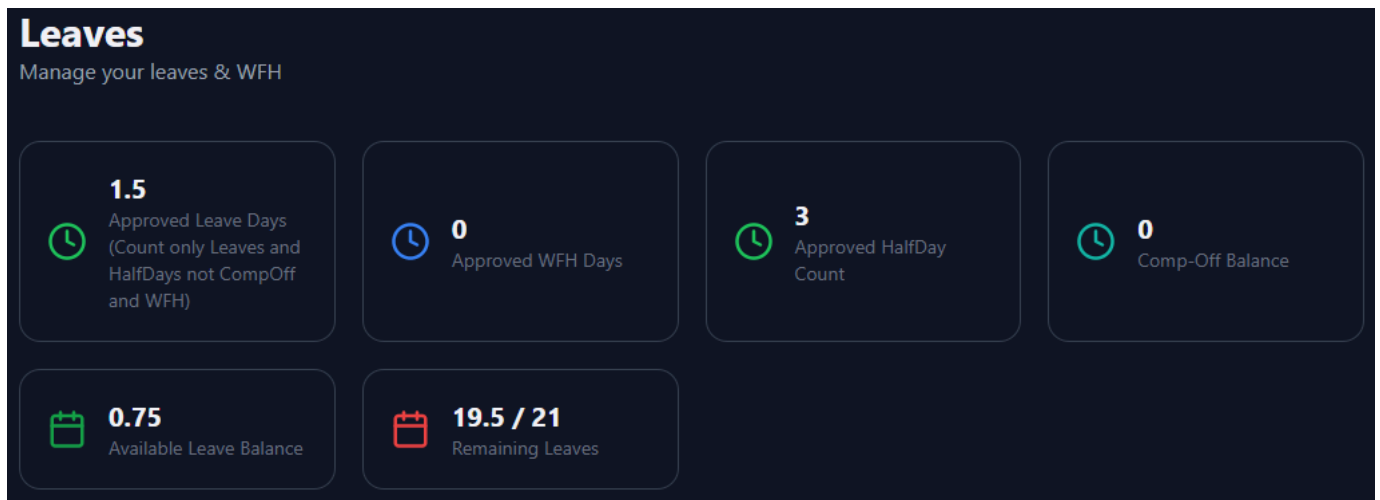 Leaves
Manage your leaves & WFH
1.5
Approved Leave Days
(Count only Leaves and
HalfDays not CompOff
and WFH)
0
Approved WFH Days
3
Approved HalfDay
Count
0
Comp-Off Balance
0.75
Available Leave Balance
19.5 / 21
Remaining Leaves